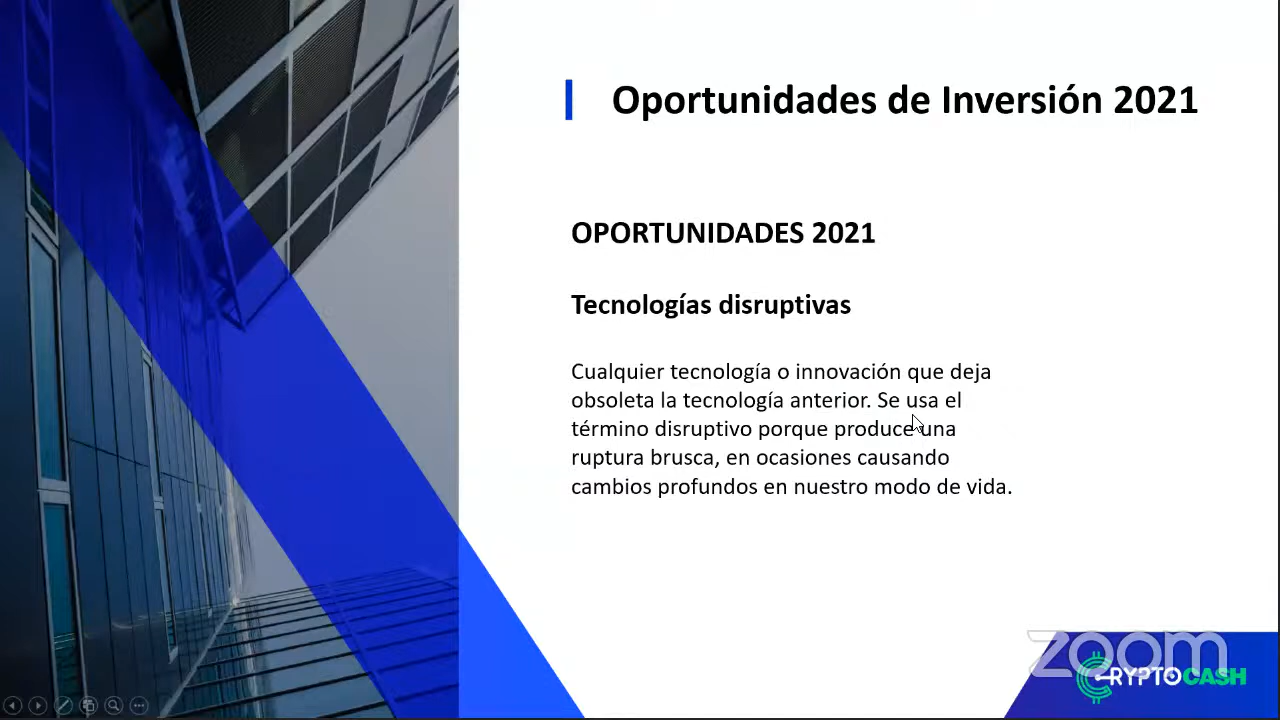 Oportunidades de Inversión 2021
OPORTUNIDADES 2021
Tecnologías disruptivas
Cualquier tecnología o innovación que deja
obsoleta la tecnología anterior. Se usa el
término disruptivo porque produce una
ruptura brusca, en ocasiones causando
cambios profundos en nuestro modo de vida.
zoom
CRYPTOCASH